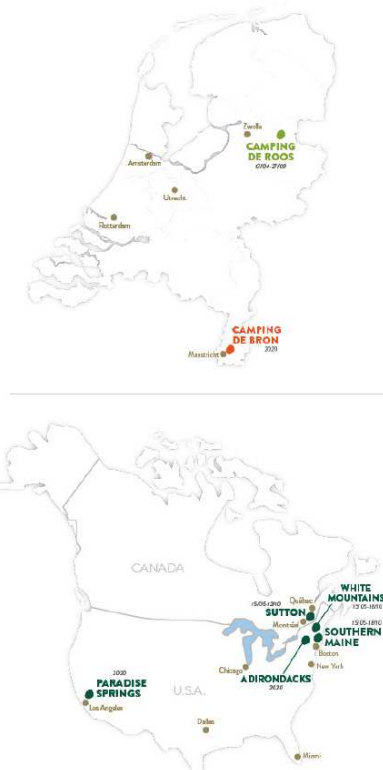 Zwolle
CAMPING
DE ROOS
Amsterdam
Utrecht
Rotterdam
CAMPING
DE BRON
Maastricht
2020
CANADA
WHITE
MOUNTAINS
Québec
SUTTON
Montréal
SOUTHERN
MAINE
Boston
New York
Chicago
ADIRONDACKS
2020
2020
PARADISE
SPRINGS
U.S.A.
Los Angeles
Dallas
Miami